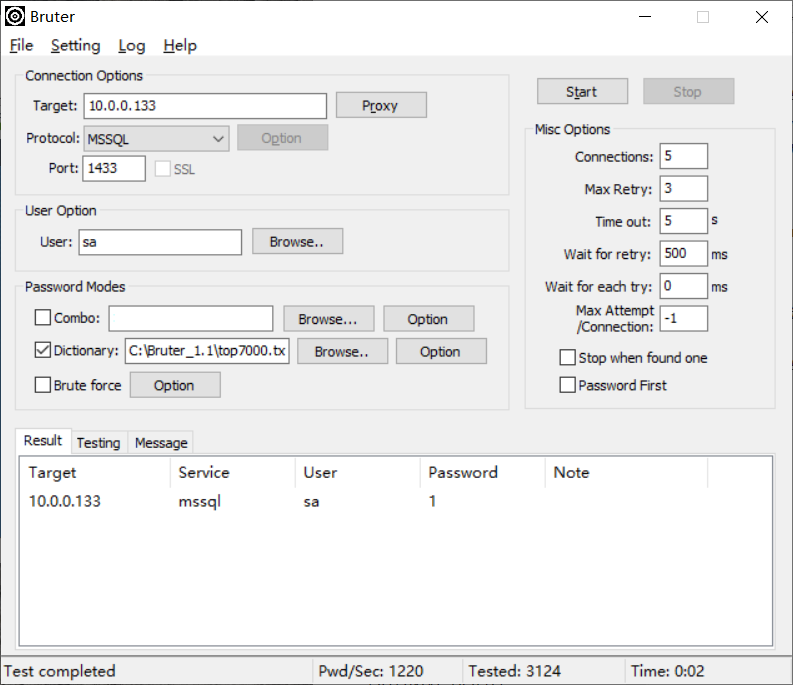 Bruter
File Setting Log Help
Connection Options
Target: 10.0.0.133 Proxy
Protocol: MSSQL Option
Port: 1433 SSL
User Option
User: sa Browse..
Password Modes
Combo: Browse... Option
Dictionary: C:\Bruter_1.1\top7000.tx Browse.. Option
Brute force Option
Start Stop
Misc Options
Connections: 5
Max Retry: 3
Time out: 5 s
Wait for retry: 500 ms
Wait for each try: 0 ms
Max Attempt
/Connection: -1
Stop when found one
Password First
Result Testing Message
Target Service User Password Note
10.0.0.133 mssql sa 1
Test completed Pwd/Sec: 1220 Tested: 3124 Time: 0:02